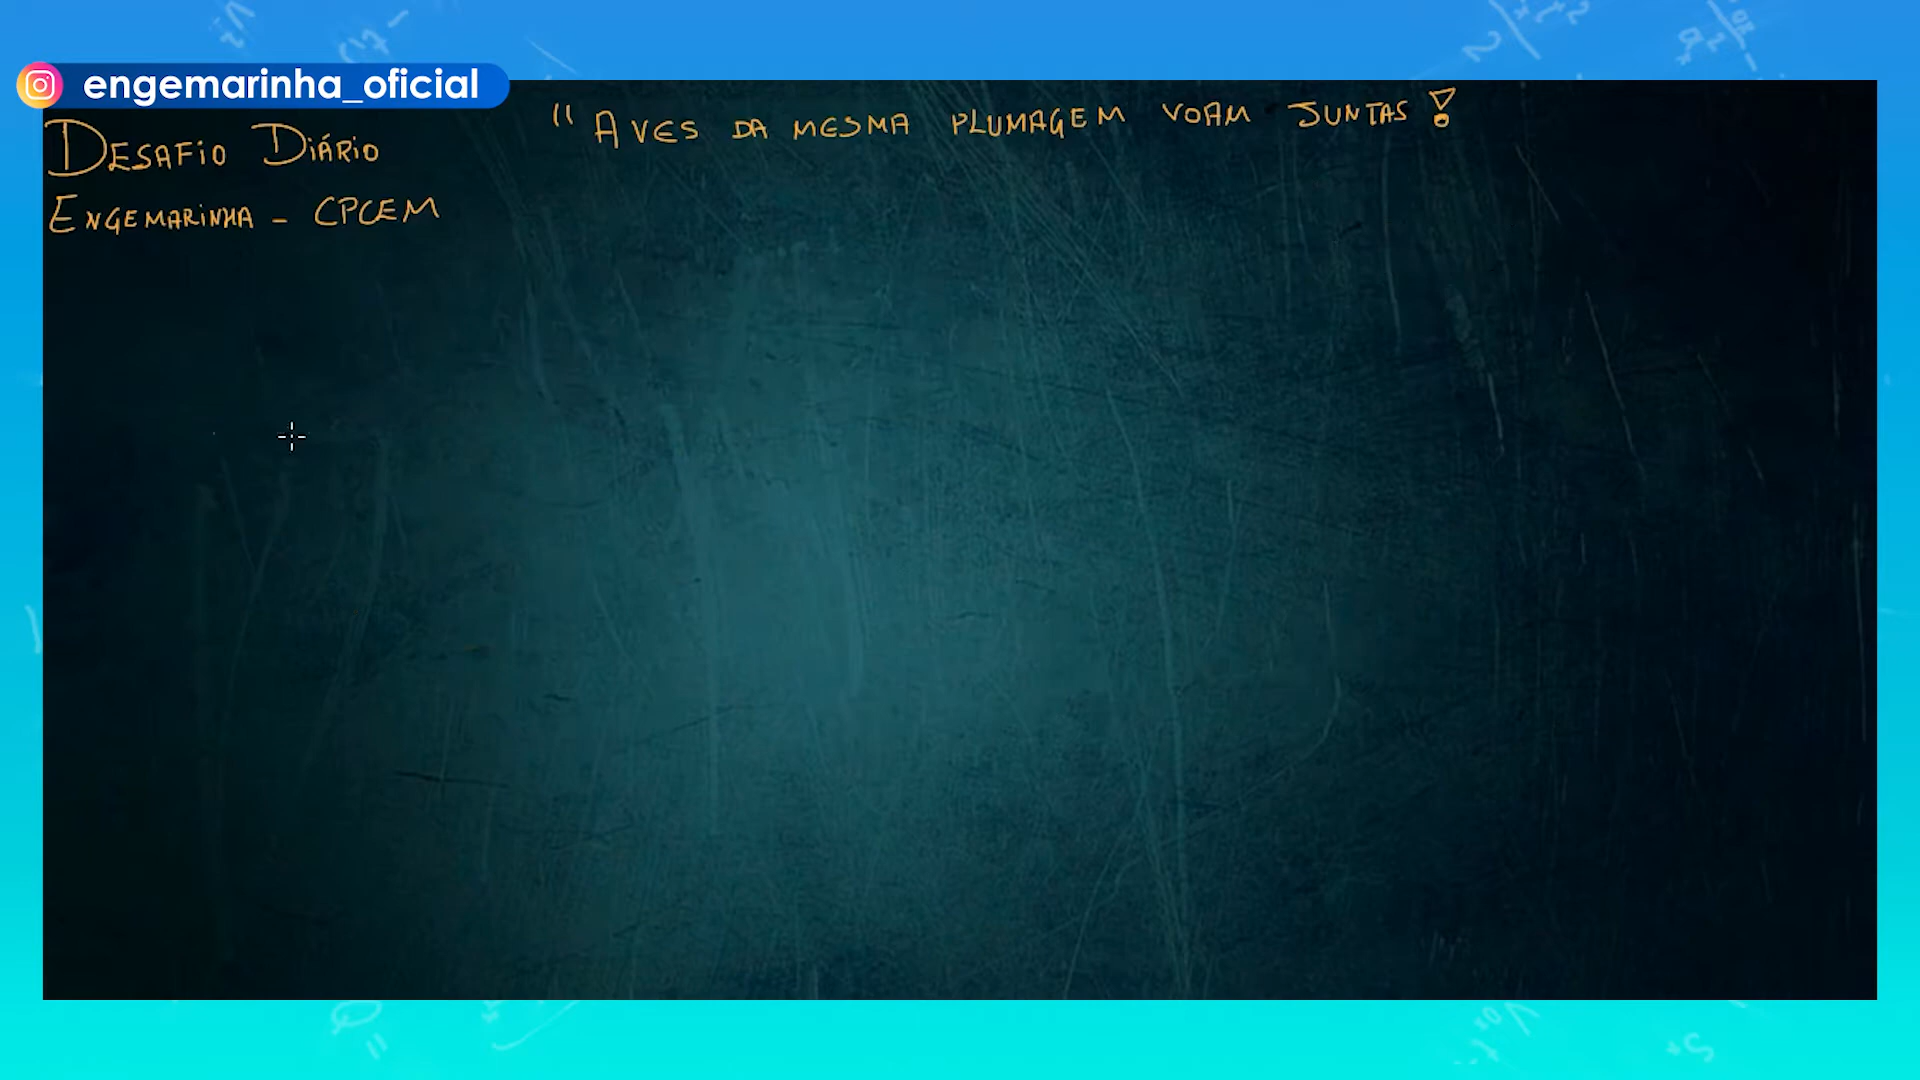 engemarinha_oficial
" AVES DA MESMA PLUMAGEM VOAM JUNTAS!
DESAFIO DIÁRIO
ENGEMARINHA - CPCEM